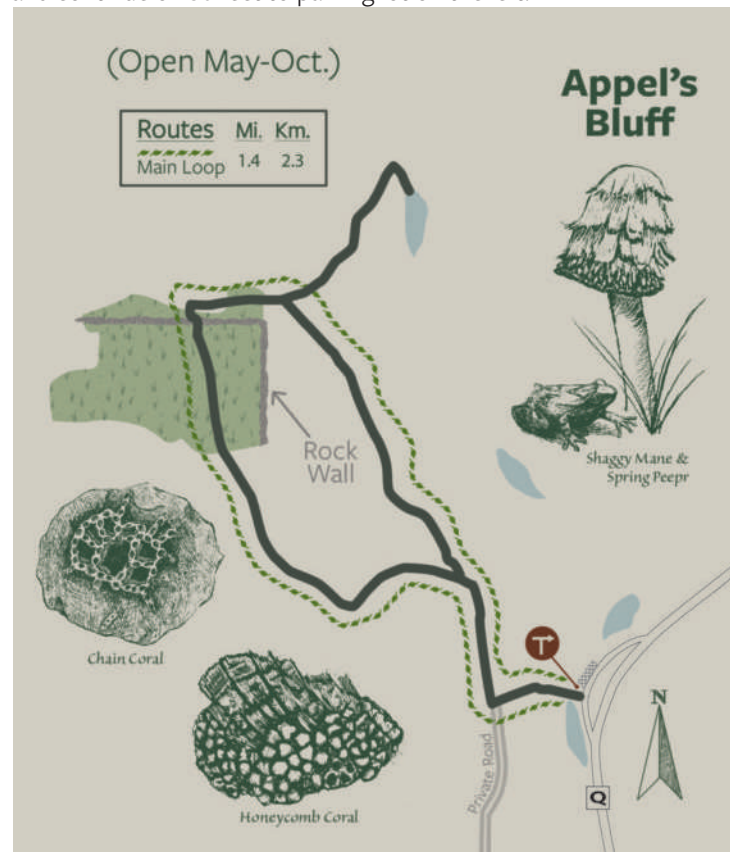 (Open May-Oct.)
Appel's
Bluff
Routes Mi. Km.
Main Loop 1.4 2.3
Rock
Wall
Shaggy Mane &
Spring Peepr
Chain Coral
T
N
Private Road
Q
Honeycomb Coral